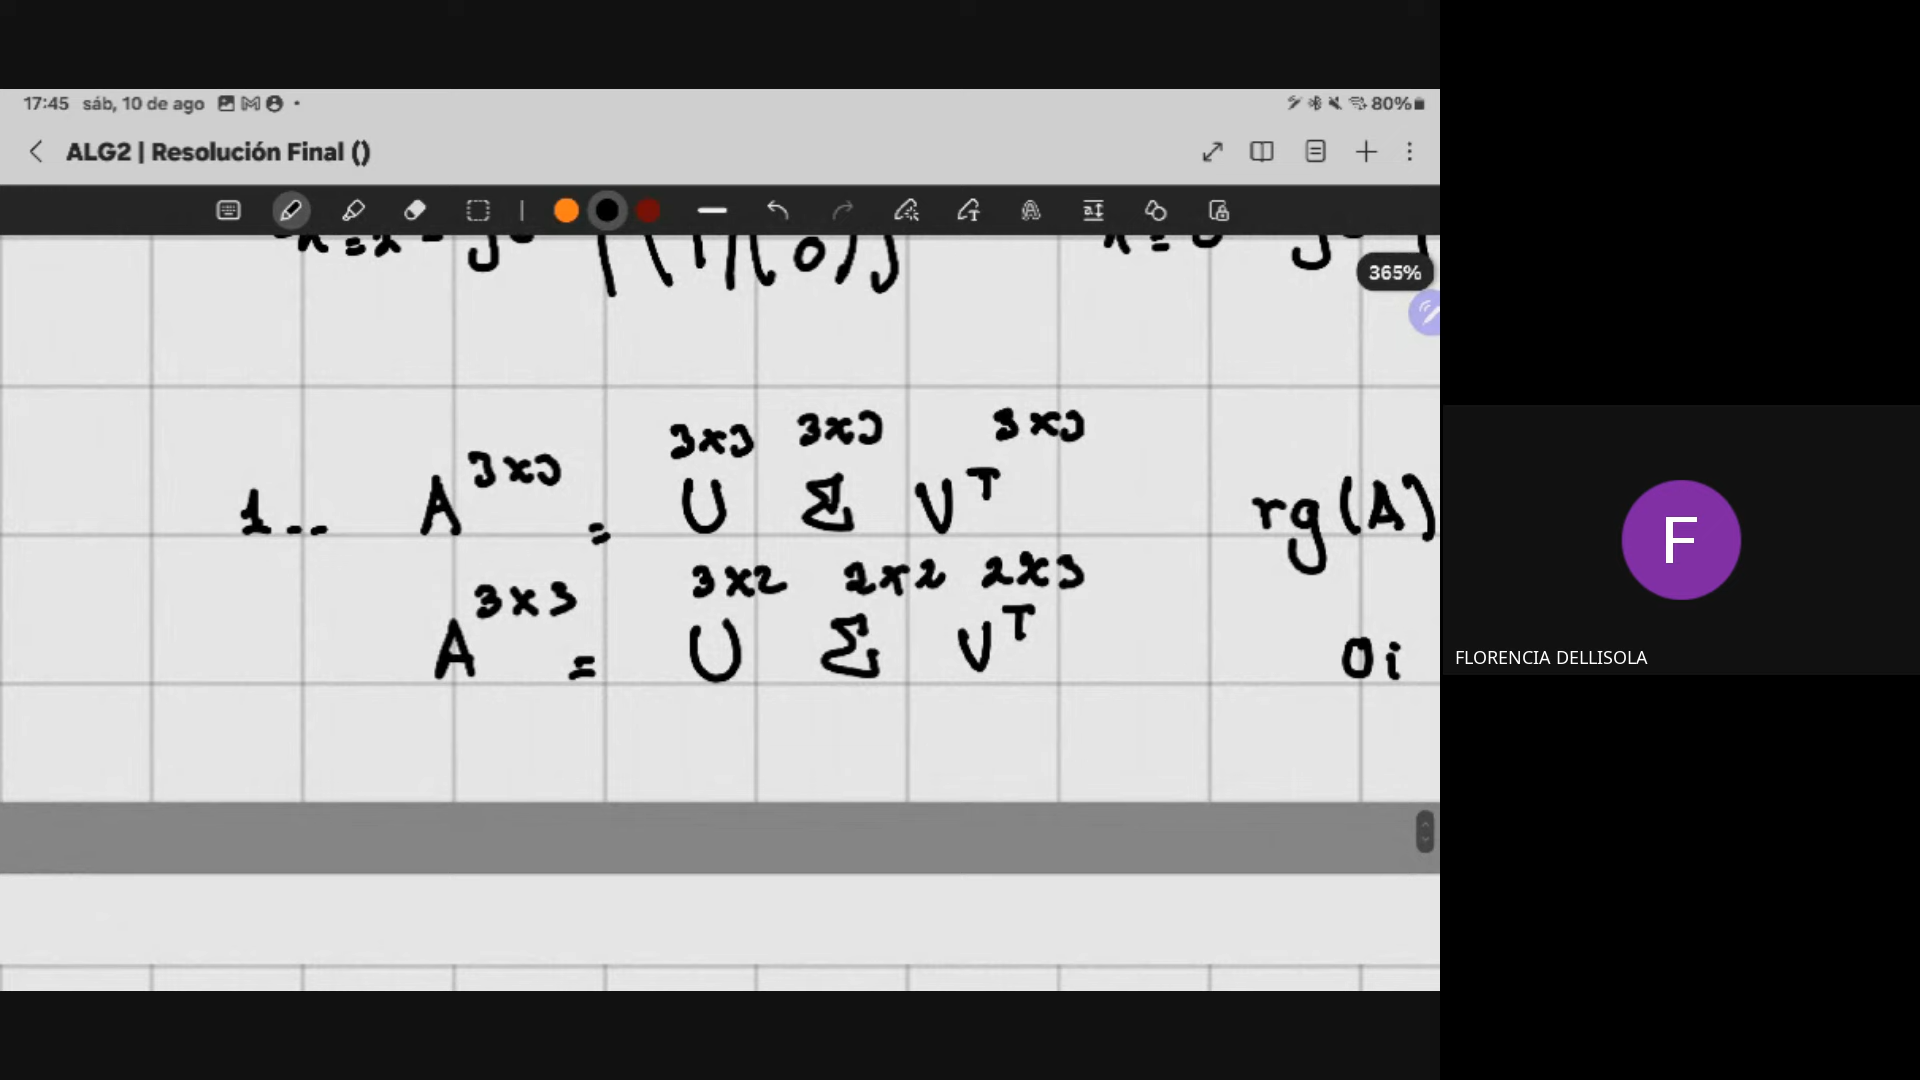 17:45 sáb, 10 de ago
80%
ALG2 | Resolución Final ()
365%
1.. A^{3x3} = U^{3x3} Σ^{3x3} V^{T 3x3} rg(A)
A^{3x3} = U^{3x2} Σ^{2x2} V^{T 2x3} σi
F
FLORENCIA DELLISOLA